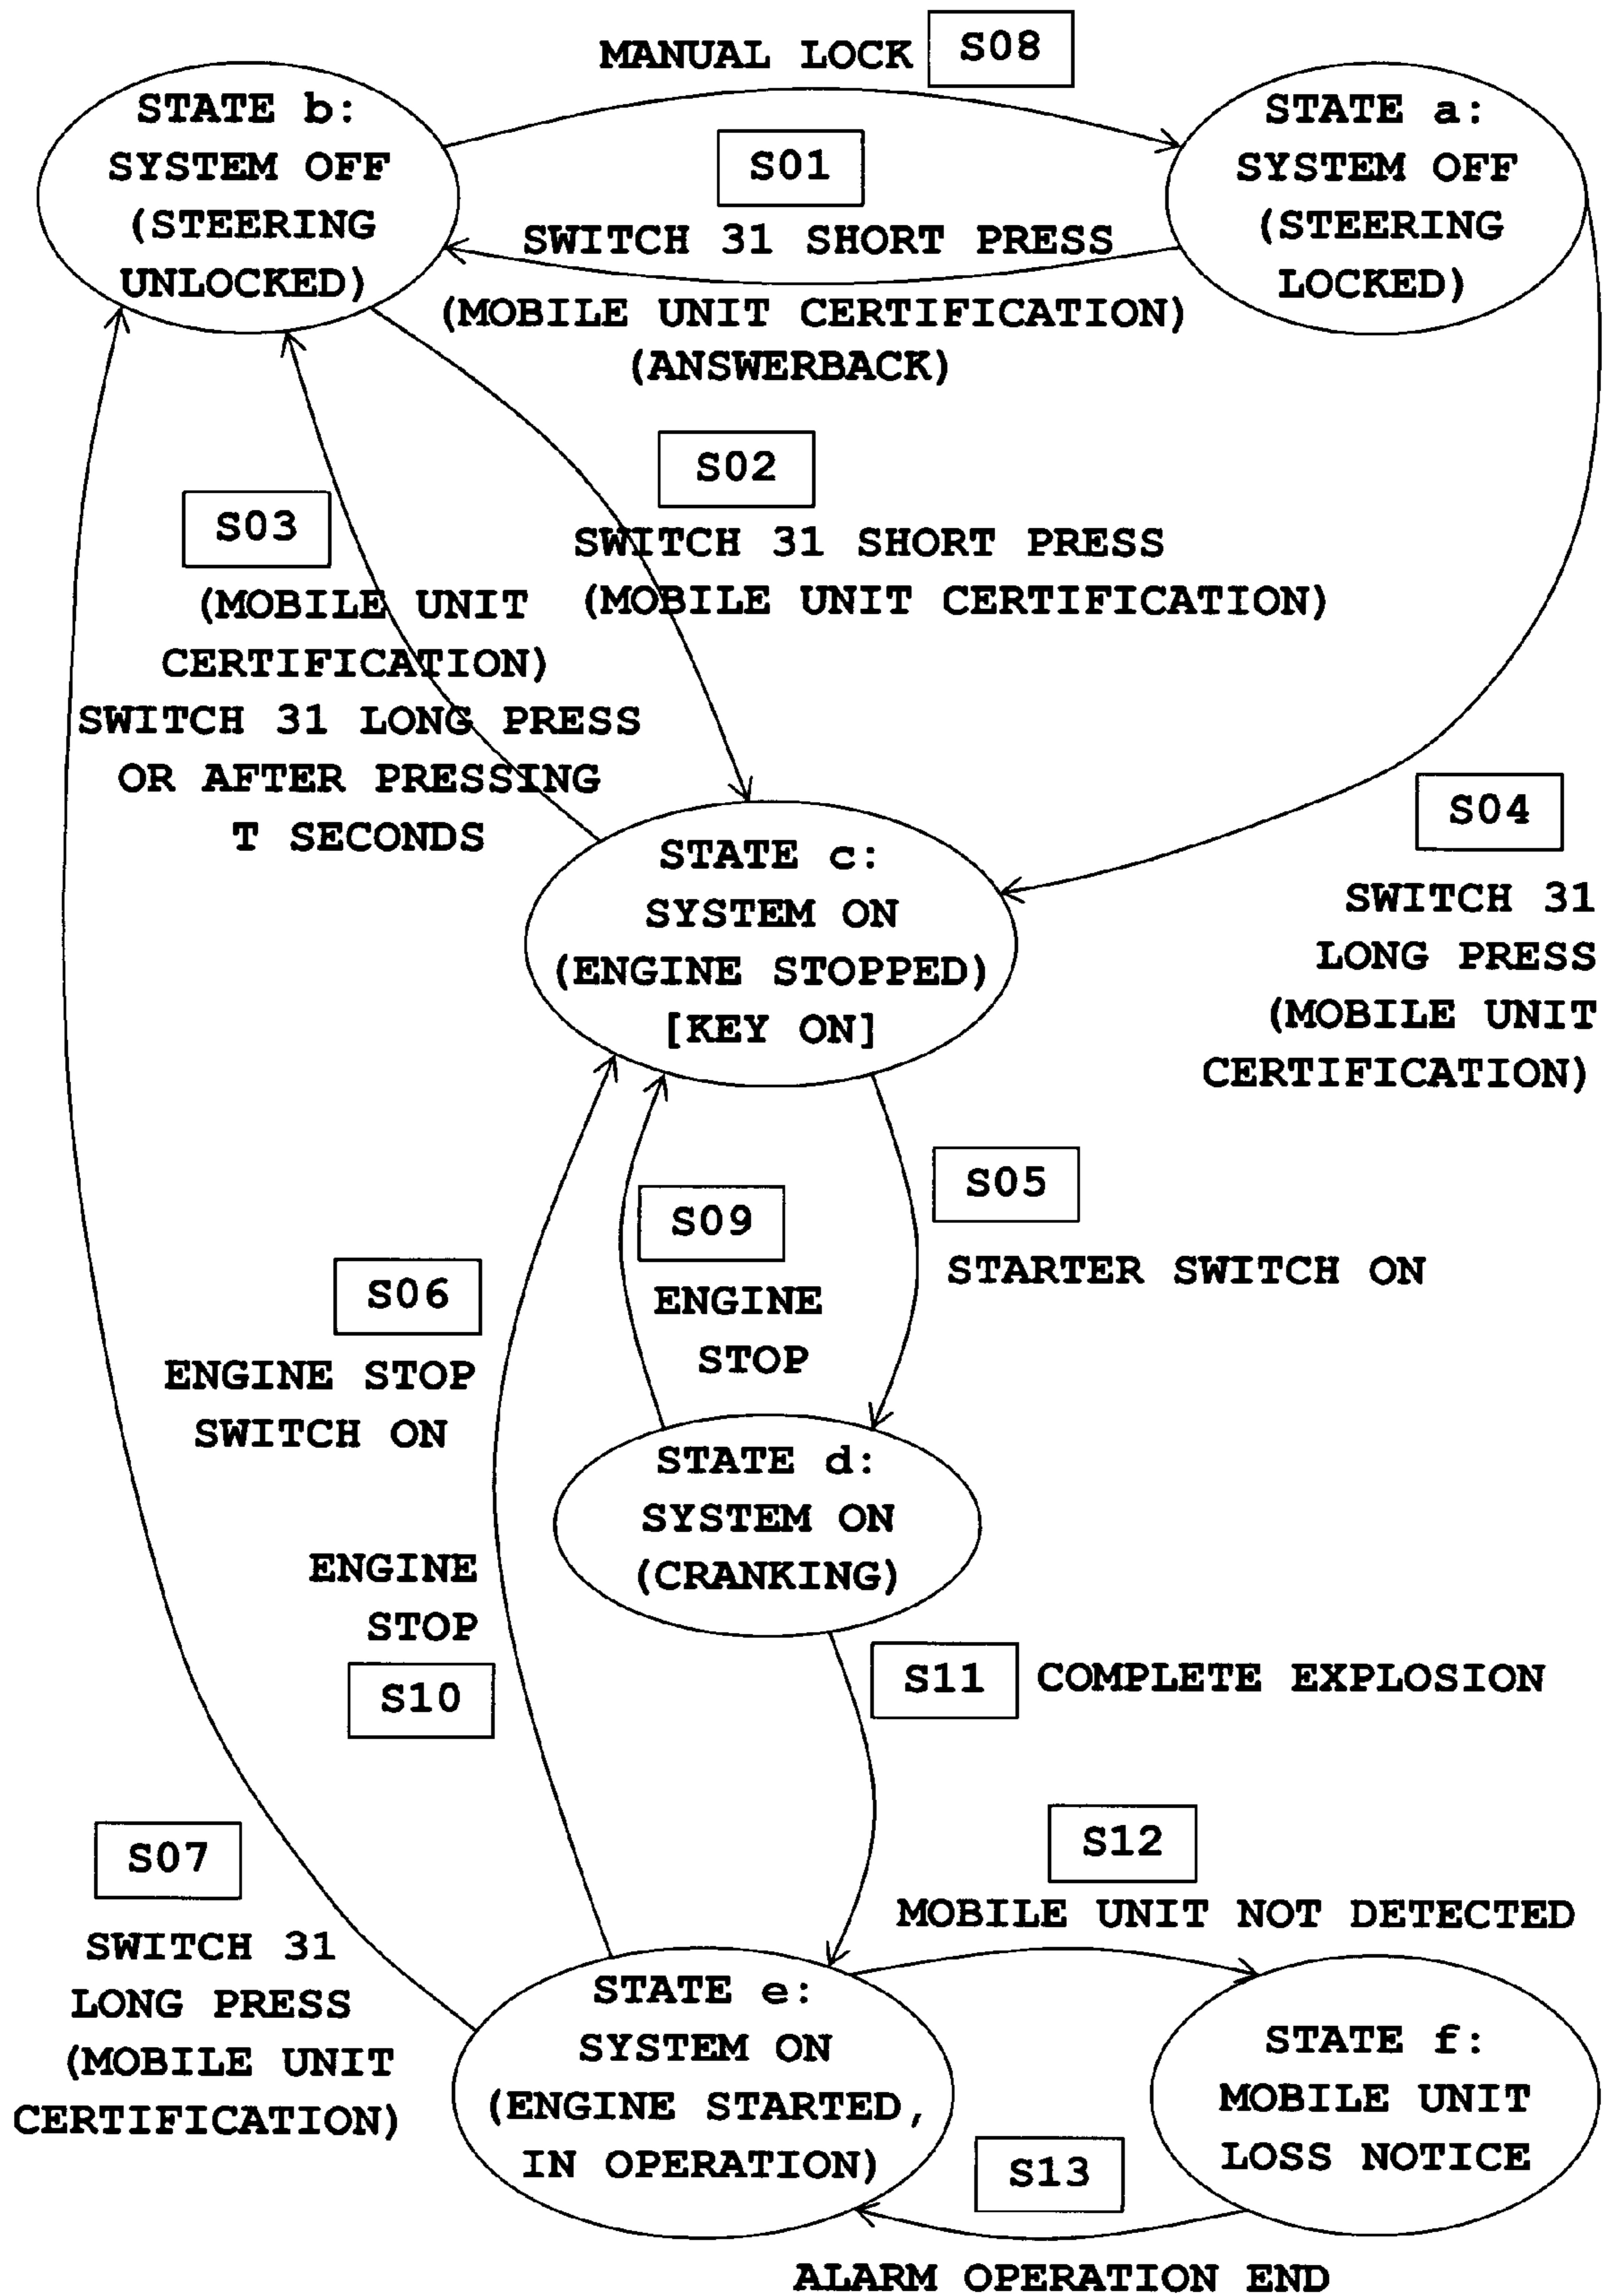 MANUAL LOCK S08
STATE b:
SYSTEM OFF
(STEERING
UNLOCKED)
STATE a:
SYSTEM OFF
(STEERING
LOCKED)
S01
SWITCH 31 SHORT PRESS
(MOBILE UNIT CERTIFICATION)
(ANSWERBACK)
S02
SWITCH 31 SHORT PRESS
(MOBILE UNIT CERTIFICATION)
S03
(MOBILE UNIT
CERTIFICATION)
SWITCH 31 LONG PRESS
OR AFTER PRESSING
T SECONDS
S04
SWITCH 31
LONG PRESS
(MOBILE UNIT
CERTIFICATION)
STATE c:
SYSTEM ON
(ENGINE STOPPED)
[KEY ON]
S05
STARTER SWITCH ON
S09
ENGINE
STOP
S06
ENGINE STOP
SWITCH ON
STATE d:
SYSTEM ON
(CRANKING)
ENGINE
STOP
S10
S11 COMPLETE EXPLOSION
S12
MOBILE UNIT NOT DETECTED
S07
SWITCH 31
LONG PRESS
(MOBILE UNIT
CERTIFICATION)
STATE e:
SYSTEM ON
(ENGINE STARTED,
IN OPERATION)
STATE f:
MOBILE UNIT
LOSS NOTICE
S13
ALARM OPERATION END